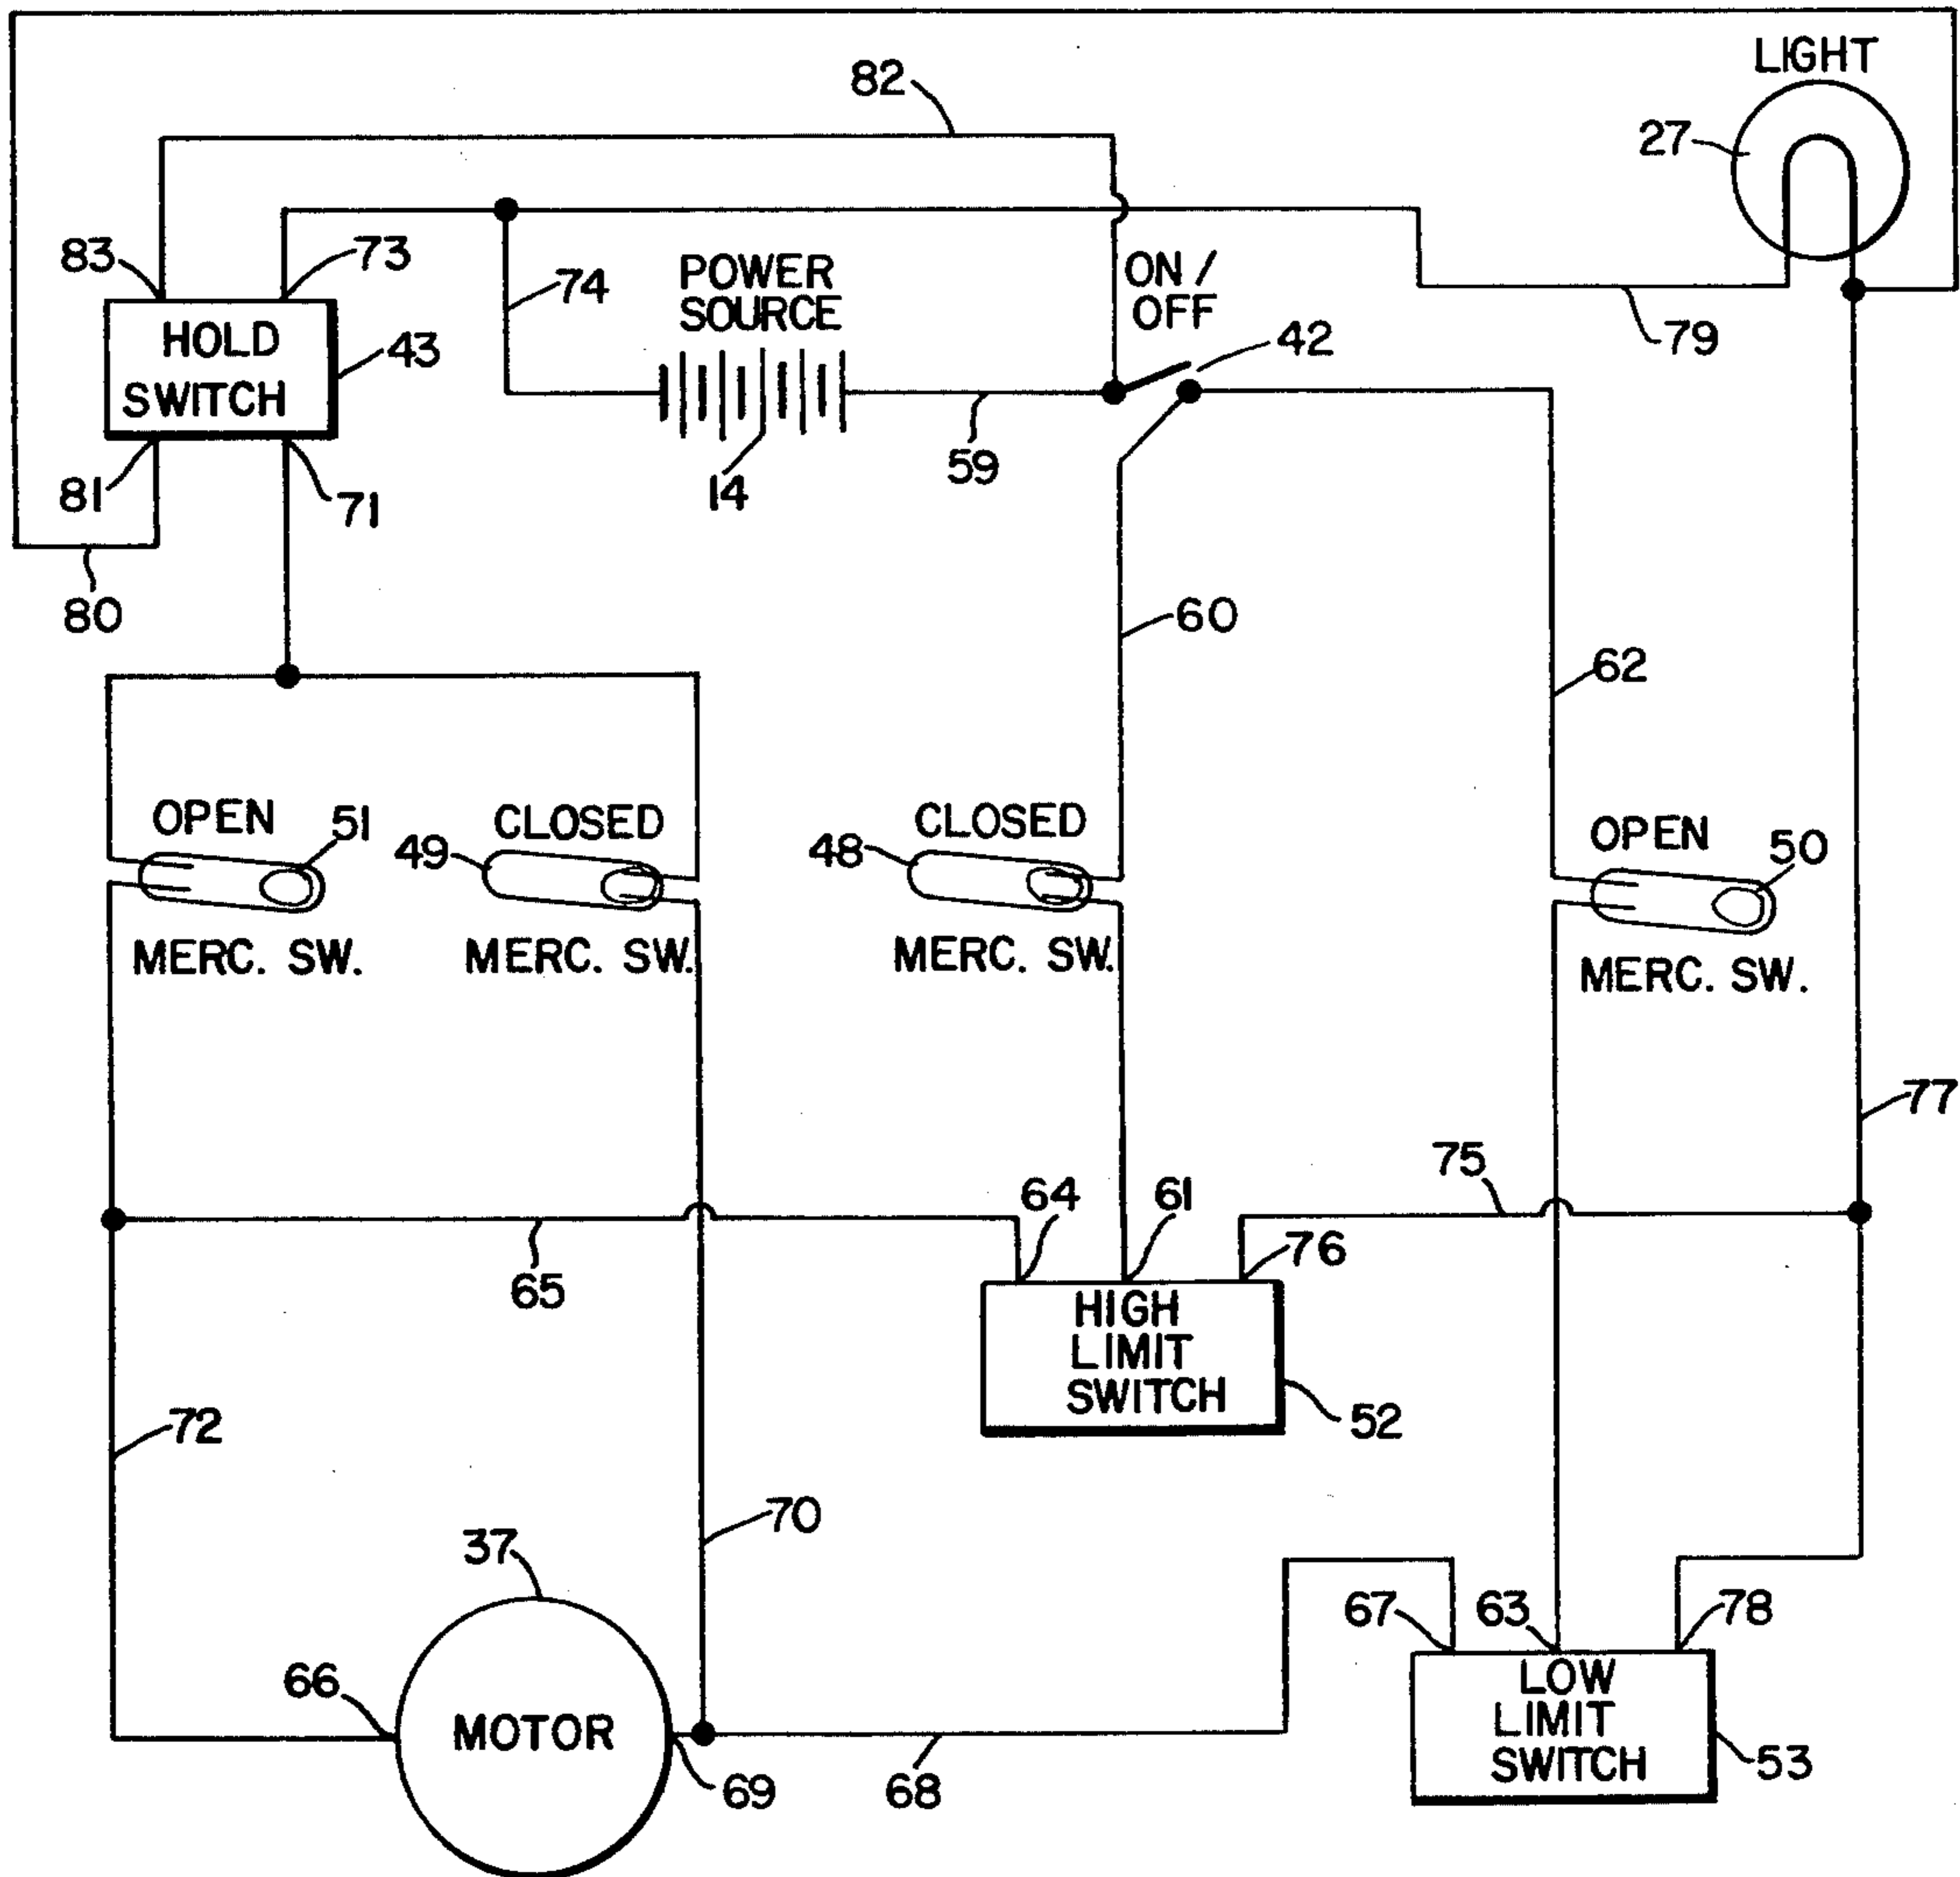 LIGHT
82
27
83
73
74
POWER
SOURCE
ON /
OFF
42
79
HOLD
SWITCH
43
14
59
81
71
80
60
62
OPEN
51
CLOSED
49
CLOSED
48
OPEN
50
MERC. SW.
MERC. SW.
MERC. SW.
MERC. SW.
77
75
64
61
76
65
HIGH
LIMIT
SWITCH
52
72
70
37
67
63
78
66
MOTOR
69
68
LOW
LIMIT
SWITCH
53